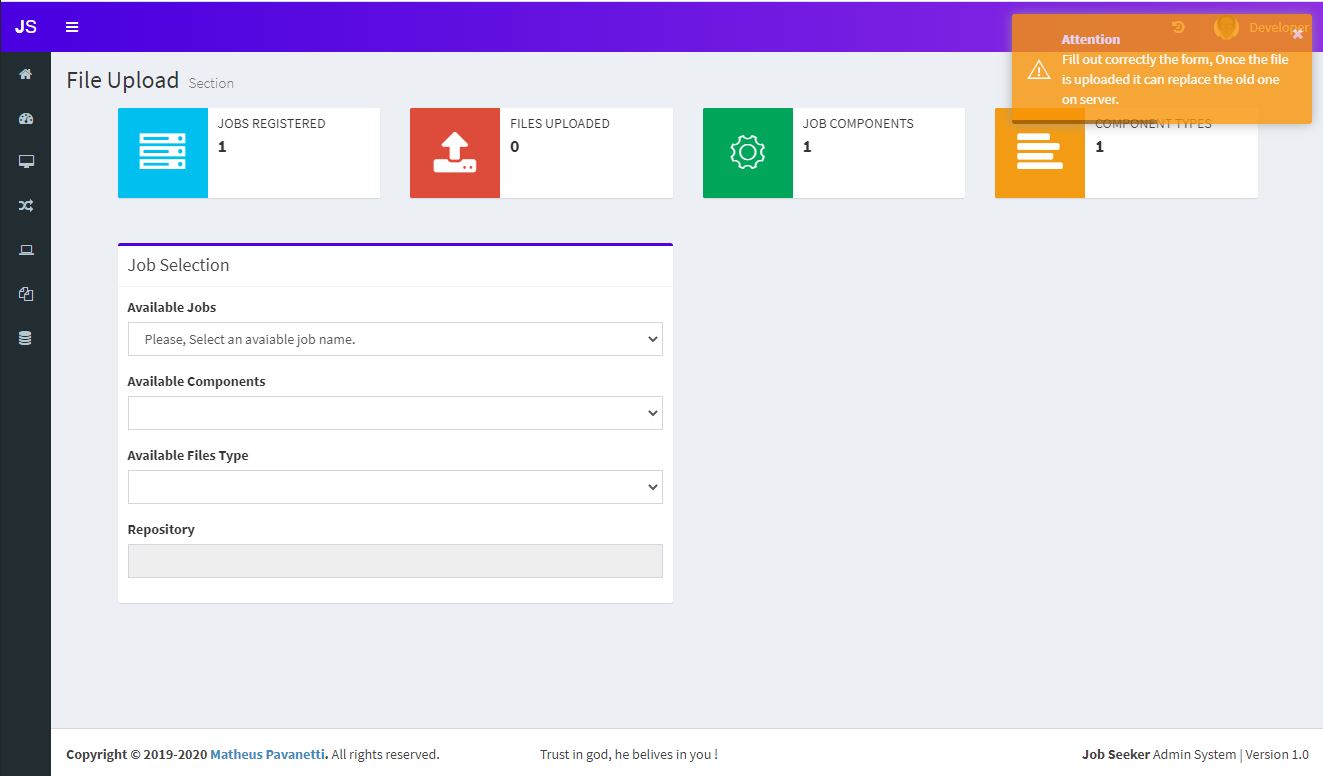 JS
Developer
Attention
Fill out correctly the form, Once the file
is uploaded it can replace the old one
on server.
File Upload Section
JOBS REGISTERED
1
FILES UPLOADED
0
JOB COMPONENTS
1
COMPONENT TYPES
1
Job Selection
Available Jobs
Please, Select an avaiable job name.
Available Components
Available Files Type
Repository
Copyright © 2019-2020 Matheus Pavanetti. All rights reserved.
Trust in god, he belives in you !
Job Seeker Admin System | Version 1.0